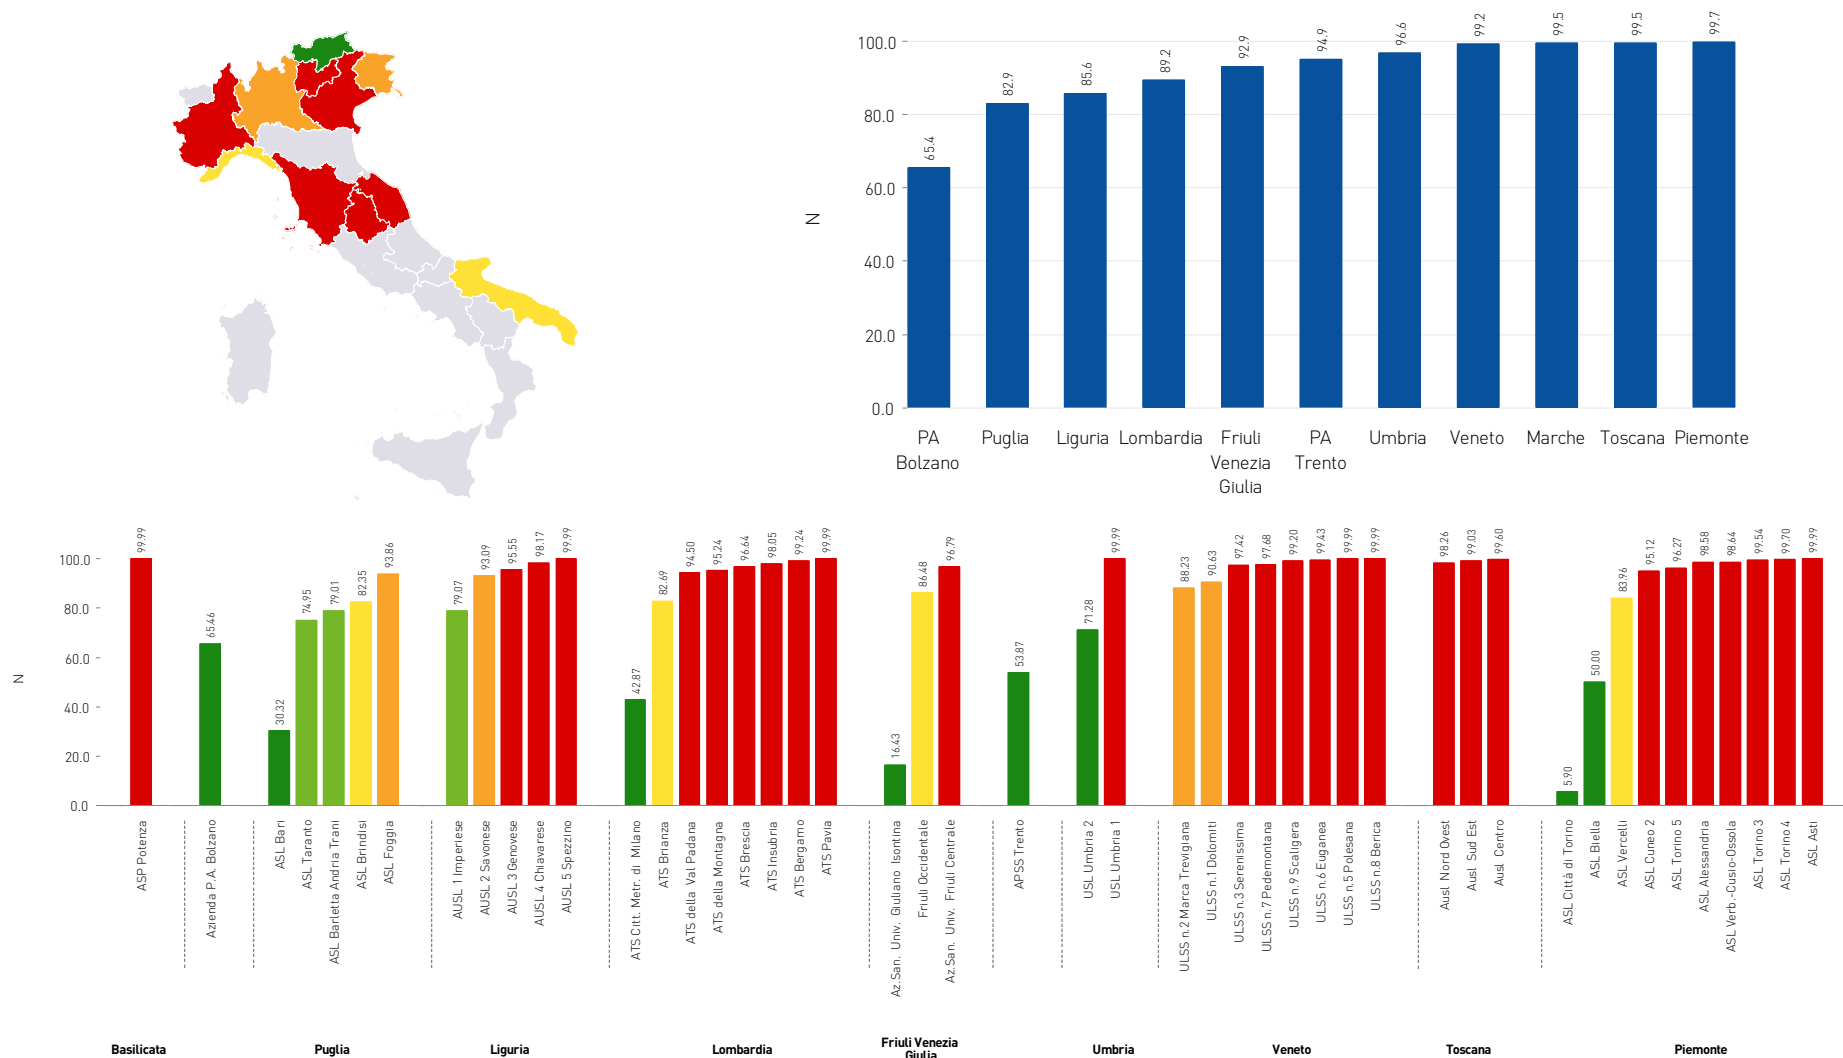 N
100.0
80.0
60.0
40.0
20.0
0.0
65.4
82.9
85.6
89.2
92.9
94.9
96.6
99.2
99.5
99.5
99.7
PA Bolzano
Puglia
Liguria
Lombardia
Friuli Venezia Giulia
PA Trento
Umbria
Veneto
Marche
Toscana
Piemonte
N
100.0
80.0
60.0
40.0
20.0
0.0
99.99
65.46
30.32
74.95
79.01
82.35
93.86
79.07
93.09
95.55
98.17
99.99
42.87
82.69
94.50
95.24
96.64
98.05
99.24
99.99
16.43
86.48
96.79
53.87
71.28
99.99
88.23
90.63
97.42
97.68
99.20
99.43
99.99
99.99
98.26
99.03
99.60
5.90
50.00
83.96
95.12
96.27
98.58
98.64
99.54
99.70
99.99
ASP Potenza
Azienda P.A. Bolzano
ASL Bari
ASL Taranto
ASL Barletta Andria Trani
ASL Brindisi
ASL Foggia
AUSL 1 Imperiese
AUSL 2 Savonese
AUSL 3 Genovese
AUSL 4 Chiavarese
AUSL 5 Spezzino
ATS Citt. Metr. di Milano
ATS Brianza
ATS della Val Padana
ATS della Montagna
ATS Brescia
ATS Insubria
ATS Bergamo
ATS Pavia
Az.San. Univ. Giuliano Isontina
Friuli Occidentale
Az.San. Univ. Friuli Centrale
APSS Trento
USL Umbria 2
USL Umbria 1
ULSS n.2 Marca Trevigiana
ULSS n.1 Dolomiti
ULSS n.3 Serenissima
ULSS n.7 Pedemontana
ULSS n.9 Scaligera
ULSS n.6 Euganea
ULSS n.5 Polesana
ULSS n.8 Berica
Ausl Nord Ovest
Ausl Sud Est
Ausl Centro
ASL Città di Torino
ASL Biella
ASL Vercelli
ASL Cuneo 2
ASL Torino 5
ASL Alessandria
ASL Verb.-Cusio-Ossola
ASL Torino 3
ASL Torino 4
ASL Asti
Basilicata
Puglia
Liguria
Lombardia
Friuli Venezia
Giulia
Umbria
Veneto
Toscana
Piemonte